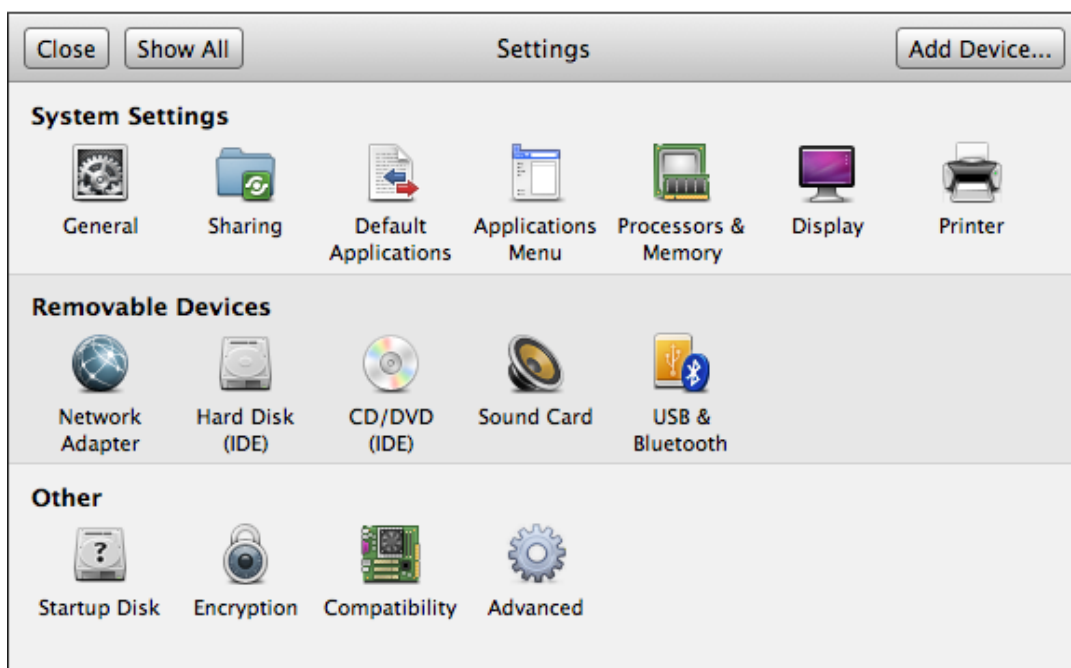 Close Show All Settings Add Device...
System Settings
General Sharing Default Applications Applications Menu Processors & Memory Display Printer
Removable Devices
Network Adapter Hard Disk (IDE) CD/DVD (IDE) Sound Card USB & Bluetooth
Other
?
Startup Disk Encryption Compatibility Advanced